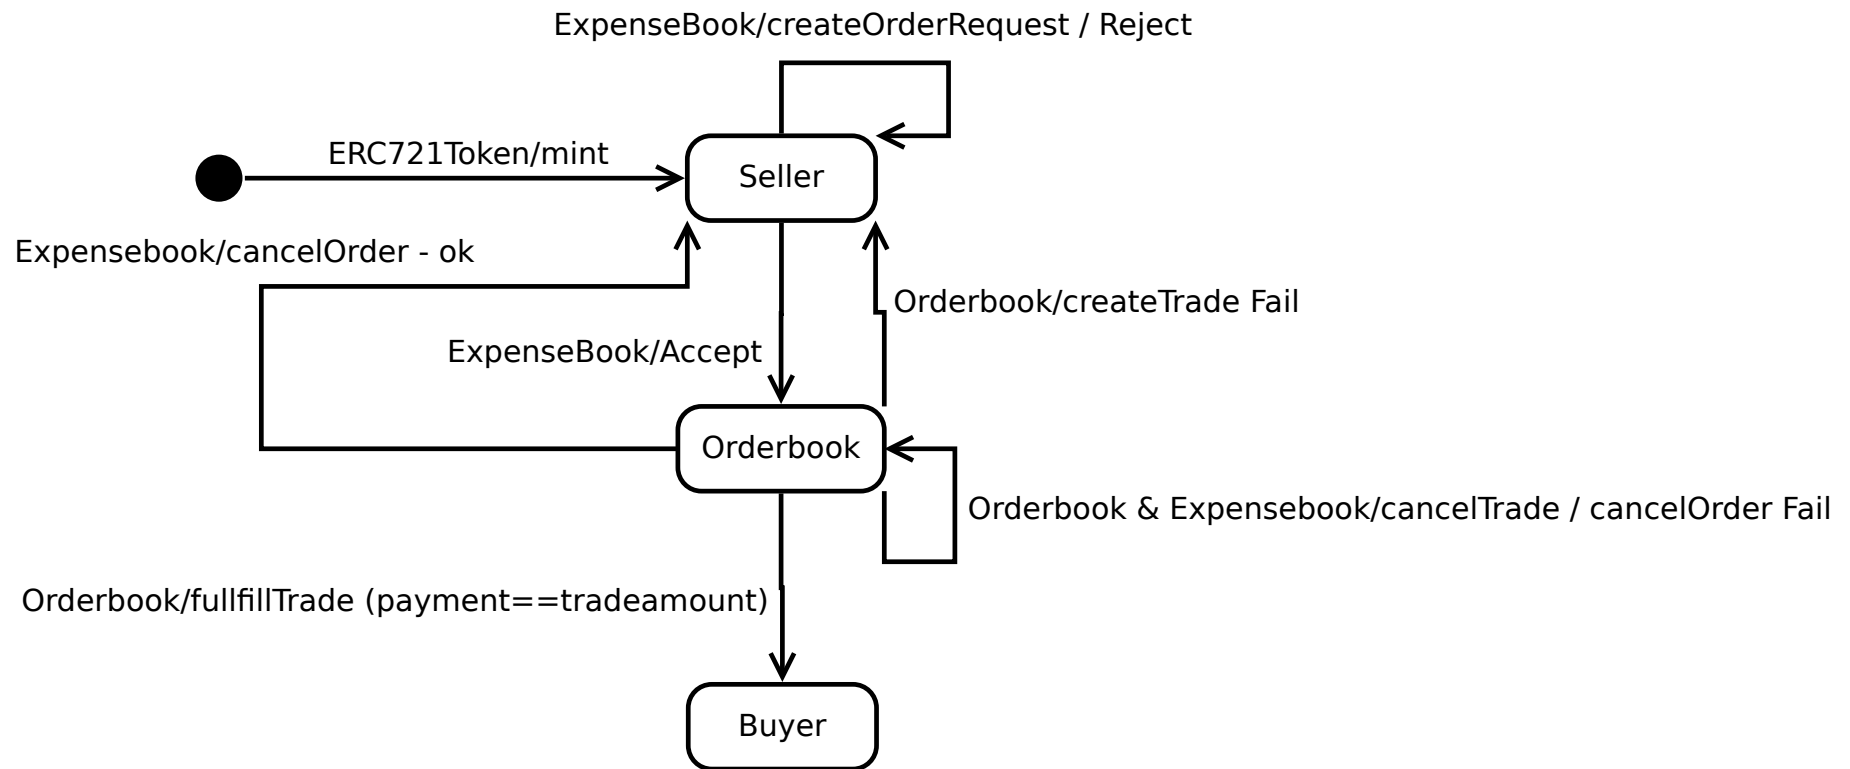 ExpenseBook/createOrderRequest / Reject
ERC721Token/mint
Seller
Expensebook/cancelOrder - ok
Orderbook/createTrade Fail
ExpenseBook/Accept
Orderbook
Orderbook & Expensebook/cancelTrade / cancelOrder Fail
Orderbook/fullfillTrade (payment==tradeamount)
Buyer